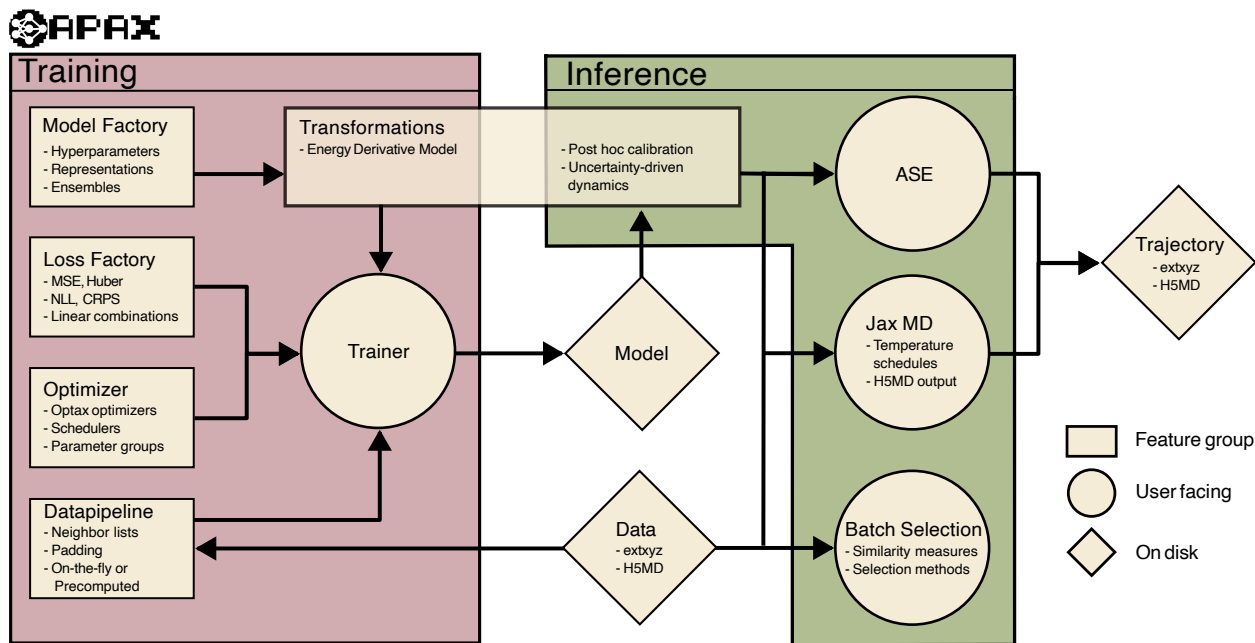 APAX
Training
Model Factory
- Hyperparameters
- Representations
- Ensembles
Transformations
- Energy Derivative Model
- Post hoc calibration
- Uncertainty-driven
dynamics
Loss Factory
- MSE, Huber
- NLL, CRPS
- Linear combinations
Optimizer
- Optax optimizers
- Schedulers
- Parameter groups
Datapipeline
- Neighbor lists
- Padding
- On-the-fly or
Precomputed
Trainer
Model
Data
- extxyz
- H5MD
Inference
ASE
Jax MD
- Temperature
schedules
- H5MD output
Batch Selection
- Similarity measures
- Selection methods
Trajectory
- extxyz
- H5MD
Feature group
User facing
On disk